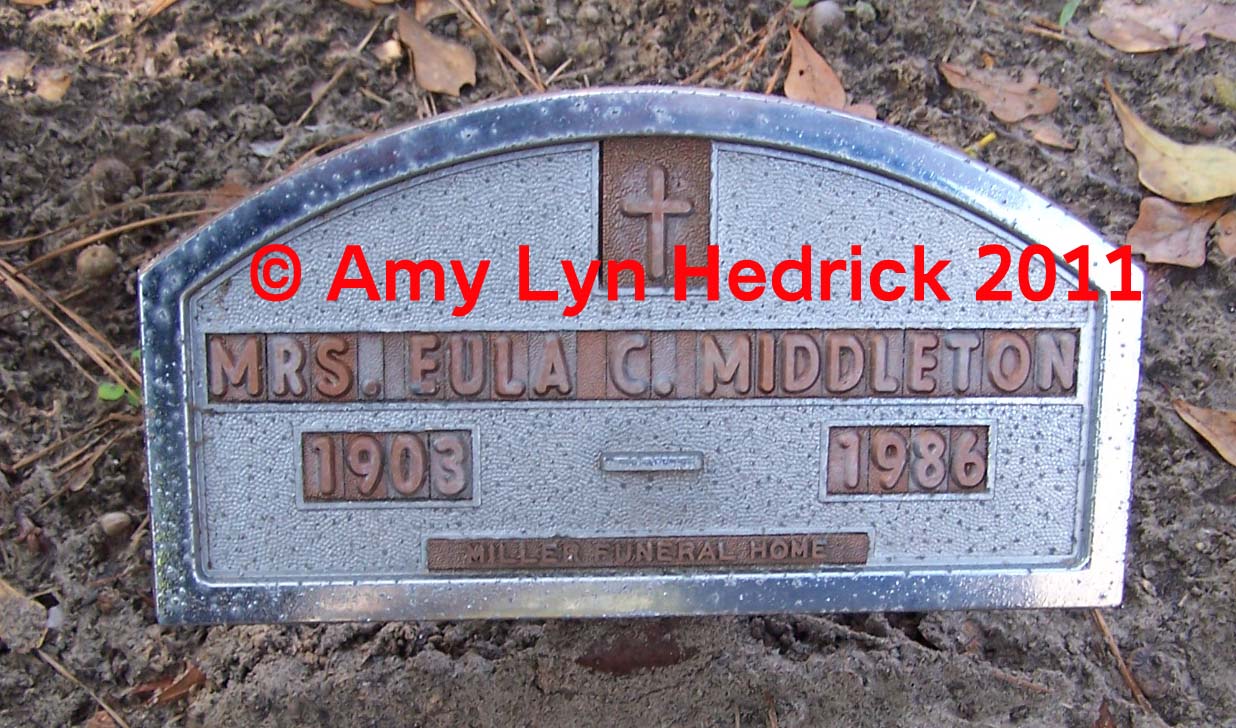 © Amy Lyn Hedrick 2011
MRS. EULA C. MIDDLETON
1903 - 1986
MILLER FUNERAL HOME